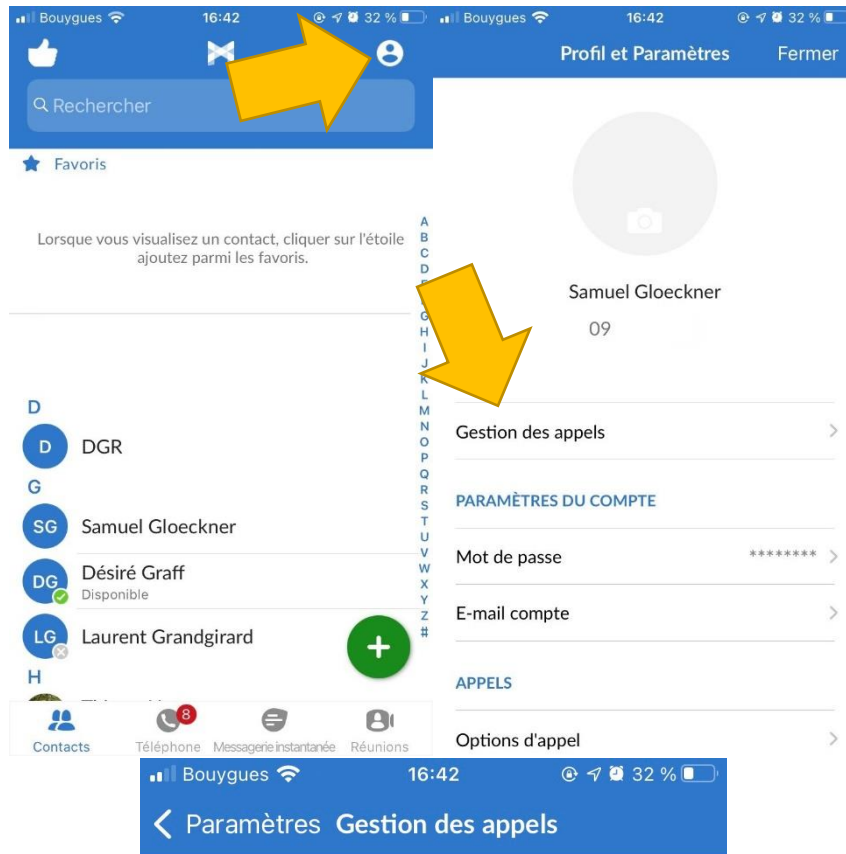 Bouygues 16:42 32 %
Rechercher
Favoris
Lorsque vous visualisez un contact, cliquer sur l'étoile
ajoutez parmi les favoris.
D
D DGR
G
SG Samuel Gloeckner
DG Désiré Graff
Disponible
LG Laurent Grandgirard
H
A
B
C
D
G
H
I
J
K
L
M
N
O
P
Q
R
S
T
U
V
W
X
Y
Z
#
+
8
Contacts Téléphone Messagerie instantanée Réunions
Bouygues 16:42 32 %
Profil et Paramètres Fermer
Samuel Gloeckner
09
Gestion des appels
PARAMÈTRES DU COMPTE
Mot de passe ********
E-mail compte
APPELS
Options d'appel
Bouygues 16:42 32 %
Paramètres Gestion des appels